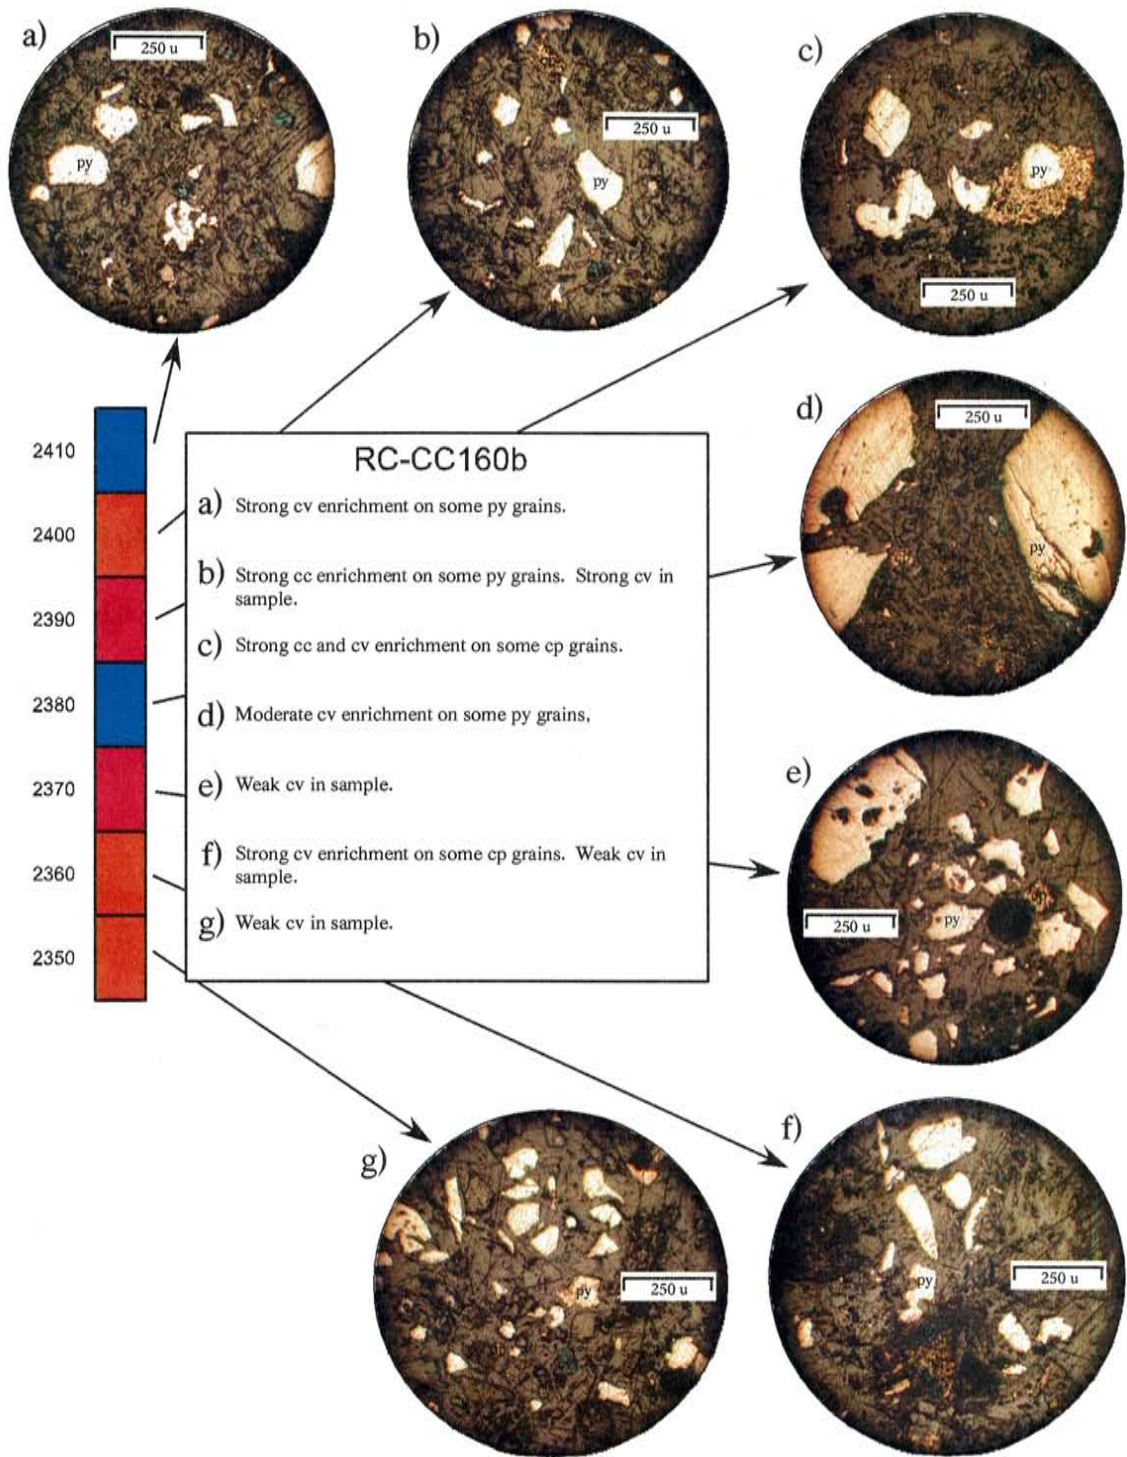 a)
250 u
py
b)
250 u
py
c)
py
250 u
d)
250 u
py
2410
2400
2390
2380
2370
2360
2350
RC-CC160b
a) Strong cv enrichment on some py grains.
b) Strong cc enrichment on some py grains. Strong cv in
sample.
c) Strong cc and cv enrichment on some cp grains.
d) Moderate cv enrichment on some py grains,
e) Weak cv in sample.
f) Strong cv enrichment on some cp grains. Weak cv in
sample.
g) Weak cv in sample.
e)
cp
py
250 u
f)
py
250 u
g)
py
250 u